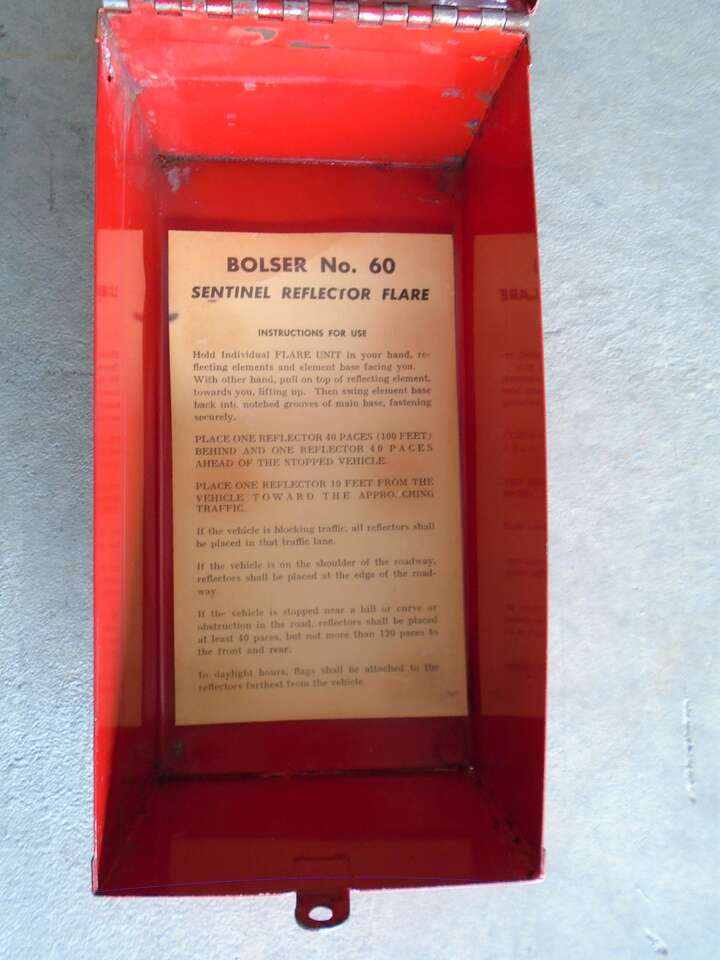 BOLSER No. 60
SENTINEL REFLECTOR FLARE
INSTRUCTIONS FOR USE
Hold Individual FLARE UNIT in your hand, re-
flecting elements and element base facing you.
With other hand, pull on top of reflecting element,
towards you, lifting up. Then swing element base
back into notched grooves of main base, fastening
securely.
PLACE ONE REFLECTOR 40 PACES (100 FEET)
BEHIND AND ONE REFLECTOR 40 PACES
AHEAD OF THE STOPPED VEHICLE.
PLACE ONE REFLECTOR 10 FEET FROM THE
VEHICLE TOWARD THE APPROACHING
TRAFFIC.
If the vehicle is blocking traffic, all reflectors shall
be placed in that traffic lane.
If the vehicle is on the shoulder of the roadway,
reflectors shall be placed at the edge of the road-
way.
If the vehicle is stopped near a hill or curve or
obstruction in the road, reflectors shall be placed
at least 40 paces, but not more than 120 paces to
the front and rear.
In daylight hours, flags shall be attached to the
reflectors farthest from the vehicle.